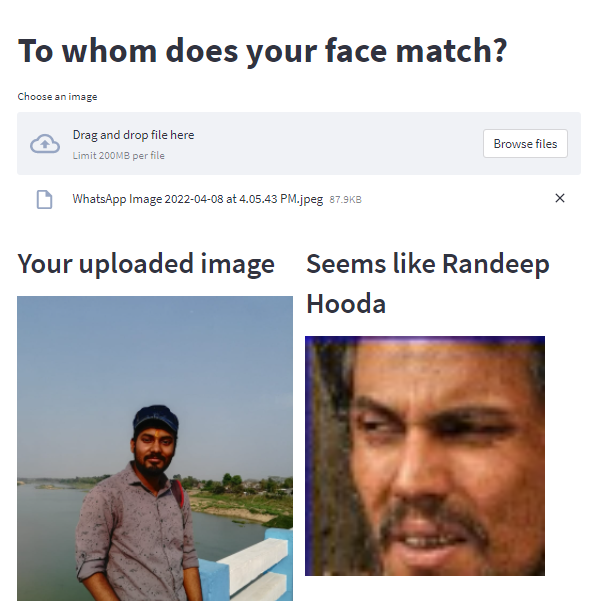 To whom does your face match?
Choose an image
Drag and drop file here
Limit 200MB per file
Browse files
WhatsApp Image 2022-04-08 at 4.05.43 PM.jpeg 87.9KB
Your uploaded image
Seems like Randeep
Hooda